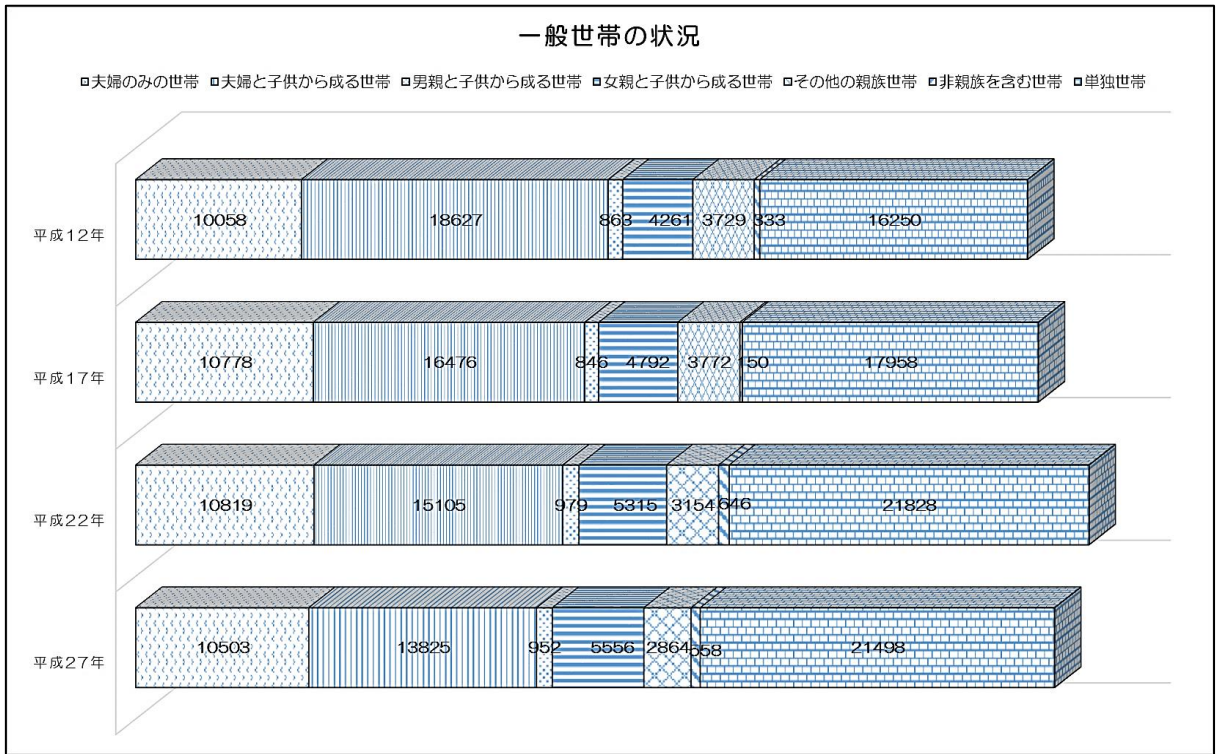 一般世帯の状況
夫婦のみの世帯 夫婦と子供から成る世帯 男親と子供から成る世帯 女親と子供から成る世帯 その他の親族世帯 非親族を含む世帯 単独世帯
平成12年 10058 18627 863 4261 3729 333 16250
平成17年 10778 16476 846 4792 3772 150 17958
平成22年 10819 15105 979 5315 3154 646 21828
平成27年 10503 13825 952 5556 2864 558 21498